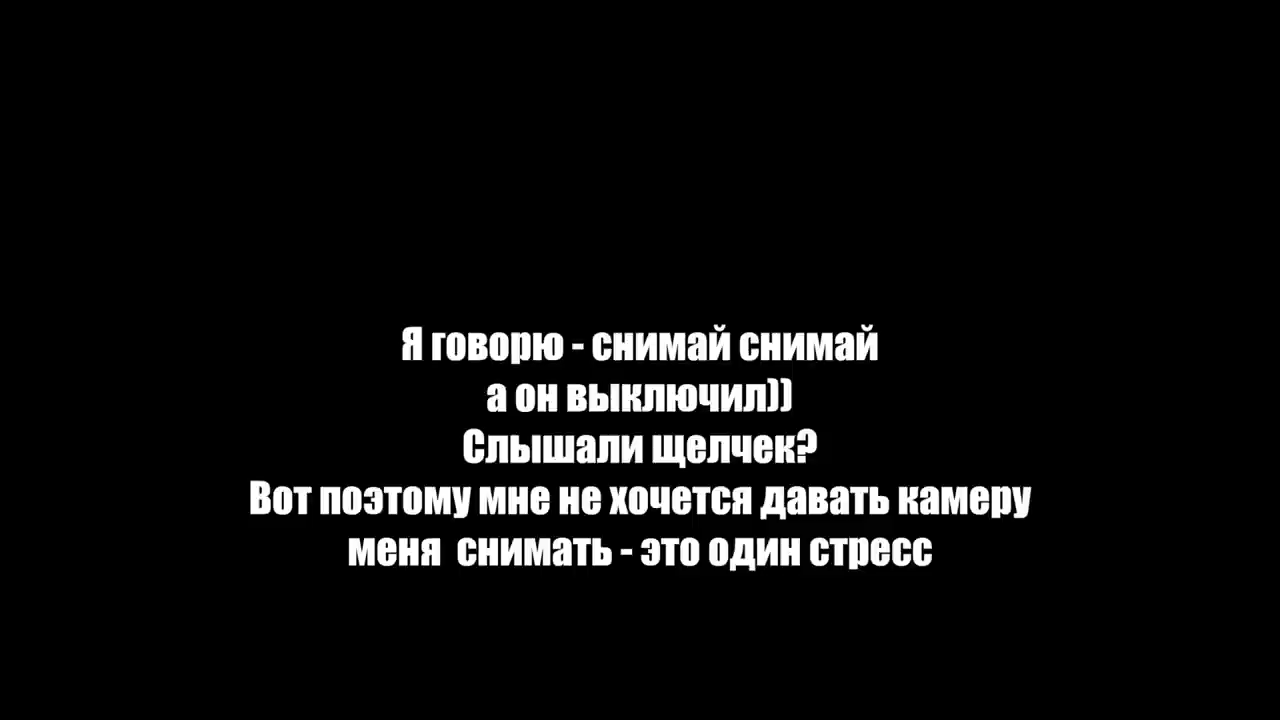 Я говорю - снимай снимай
а он выключил))
Слышали щелчек?
Вот поэтому мне не хочется давать камеру
меня  снимать - это один стресс